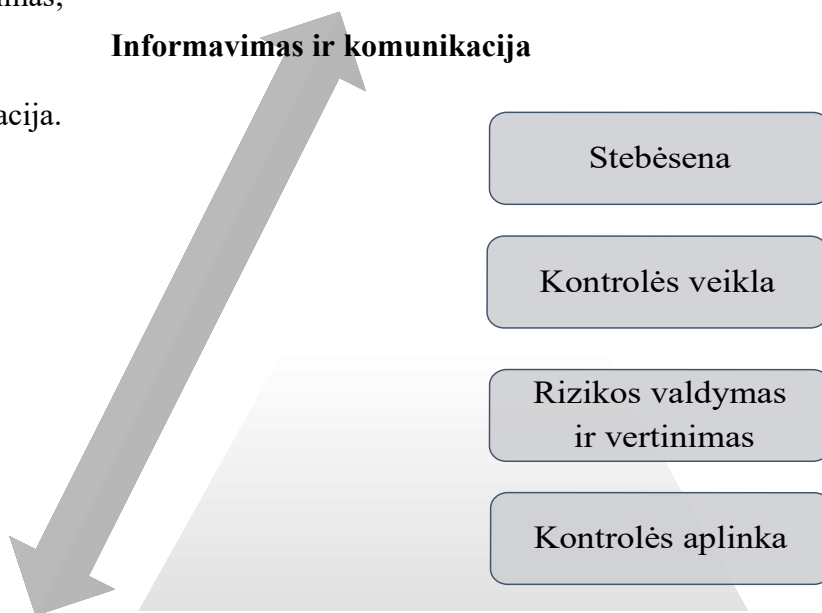 Informavimas ir komunikacija
Stebėsena
Kontrolės veikla
Rizikos valdymas
ir vertinimas
Kontrolės aplinka